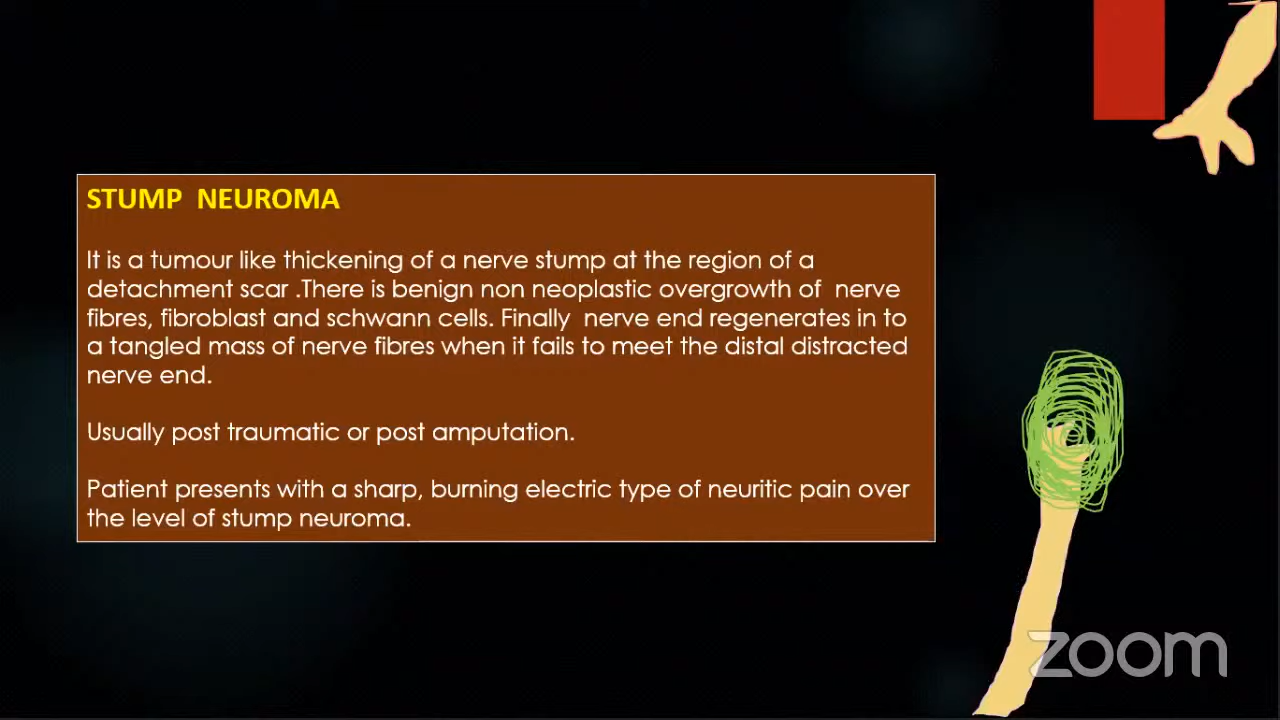 STUMP NEUROMA
It is a tumour like thickening of a nerve stump at the region of a
detachment scar .There is benign non neoplastic overgrowth of nerve
fibres, fibroblast and schwann cells. Finally nerve end regenerates in to
a tangled mass of nerve fibres when it fails to meet the distal distracted
nerve end.
Usually post traumatic or post amputation.
Patient presents with a sharp, burning electric type of neuritic pain over
the level of stump neuroma.
zoom